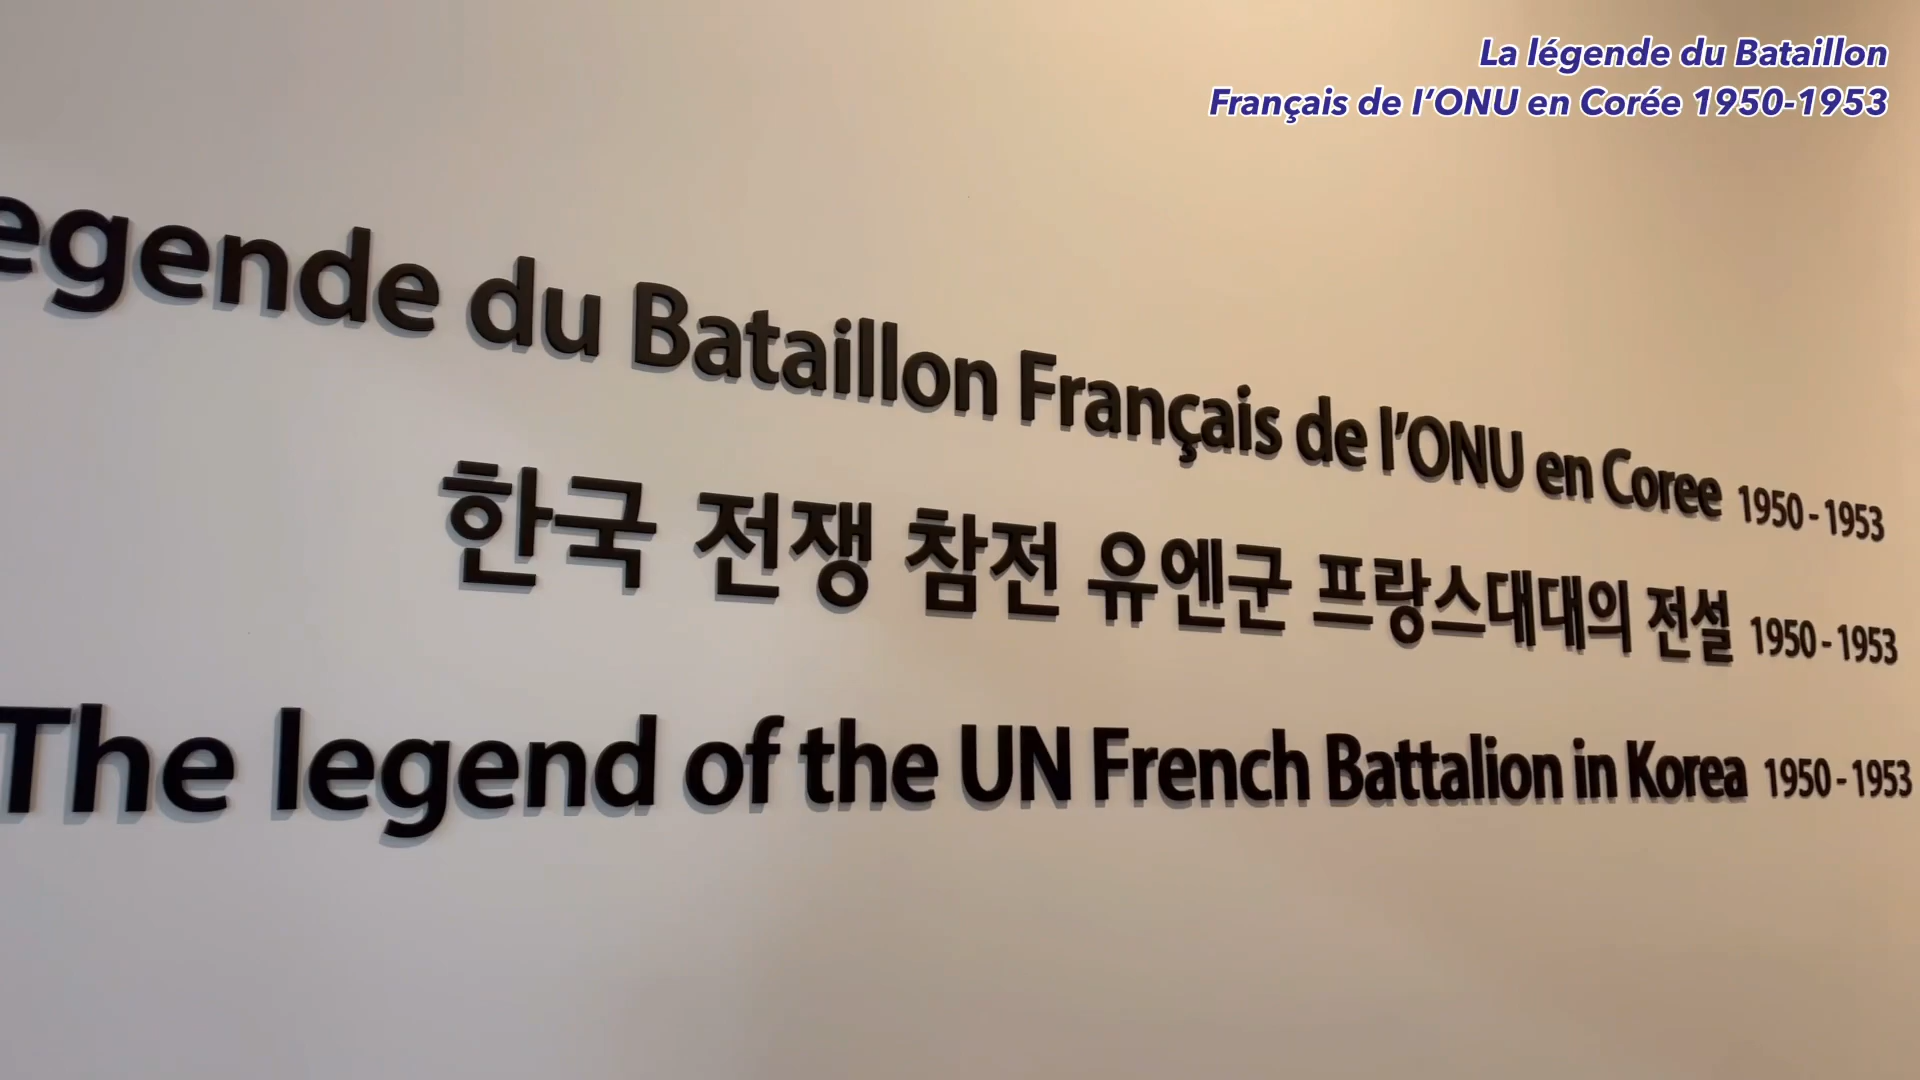 La légende du Bataillon
Français de l'ONU en Corée 1950-1953
egende du Bataillon Français de l'ONU en Coree 1950 - 1953
한국 전쟁 참전 유엔군 프랑스대대의 전설 1950 - 1953
The legend of the UN French Battalion in Korea 1950 - 1953